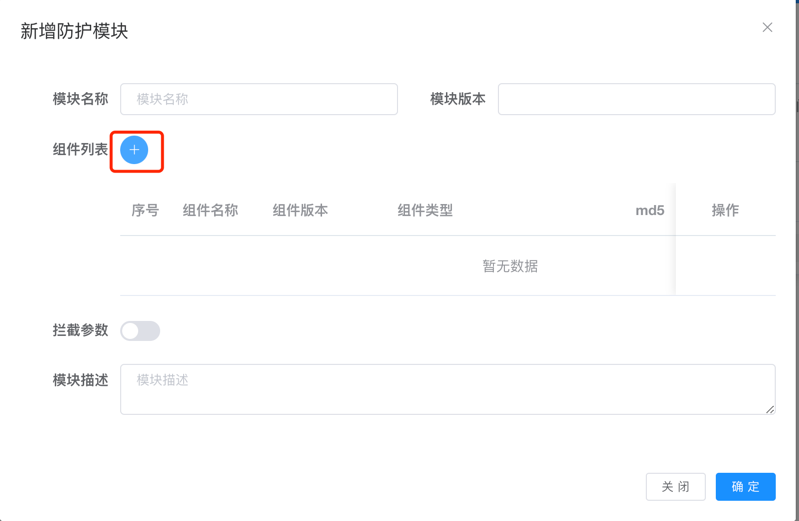 新增防护模块
模块名称 模块名称 模块版本
组件列表
序号 组件名称 组件版本 组件类型 md5 操作
暂无数据
拦截参数
模块描述 模块描述
关 闭 确 定